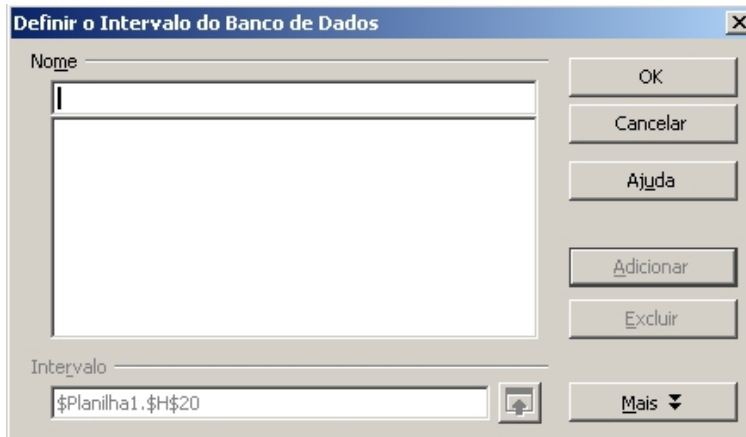 Definir o Intervalo do Banco de Dados
Nome
OK
Cancelar
Ajuda
Adicionar
Excluir
Intervalo
$Planilha1.$H$20
Mais